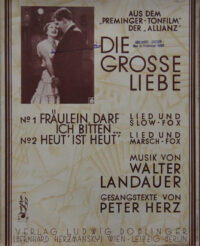 AUS DEM
"PREMINGER-TONFILM"
DER „ALLIANZ"
DIE
GROSSE
LIEBE
No 1 FRÄULEIN, DARF
ICH BITTEN...
LIED UND
SLOW-FOX
No 2 HEUT' IST HEUT'
LIED UND
MARSCH-FOX
MUSIK VON
WALTER
LANDAUER
GESANGSTEXTE VON
PETER HERZ
VERLAG LUDWIG DOBLINGER
(BERNHARD HERZMANSKY) WIEN-LEIPZIG-BERLIN